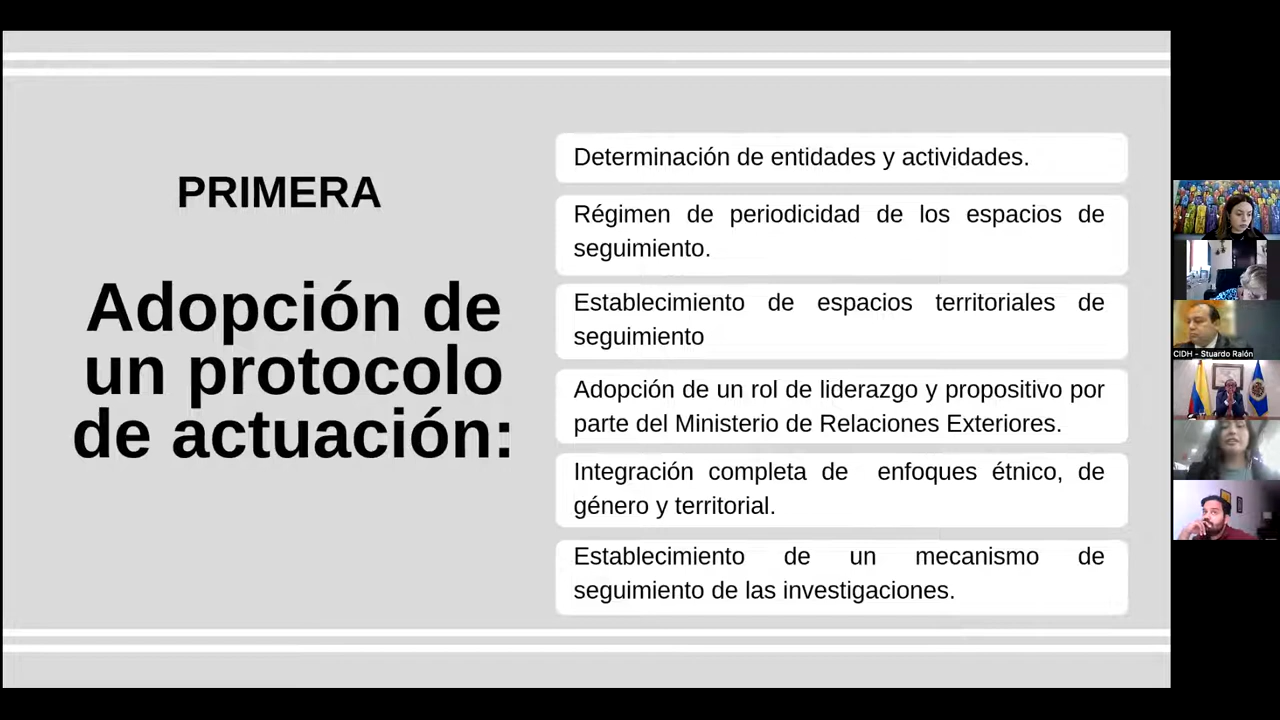 PRIMERA
Adopción de
un protocolo
de actuación:
Determinación de entidades y actividades.
Régimen de periodicidad de los espacios de
seguimiento.
Establecimiento de espacios territoriales de
seguimiento
Adopción de un rol de liderazgo y propositivo por
parte del Ministerio de Relaciones Exteriores.
Integración completa de enfoques étnico, de
género y territorial.
Establecimiento de un mecanismo de
seguimiento de las investigaciones.
CIDH - Stuardo Ralón